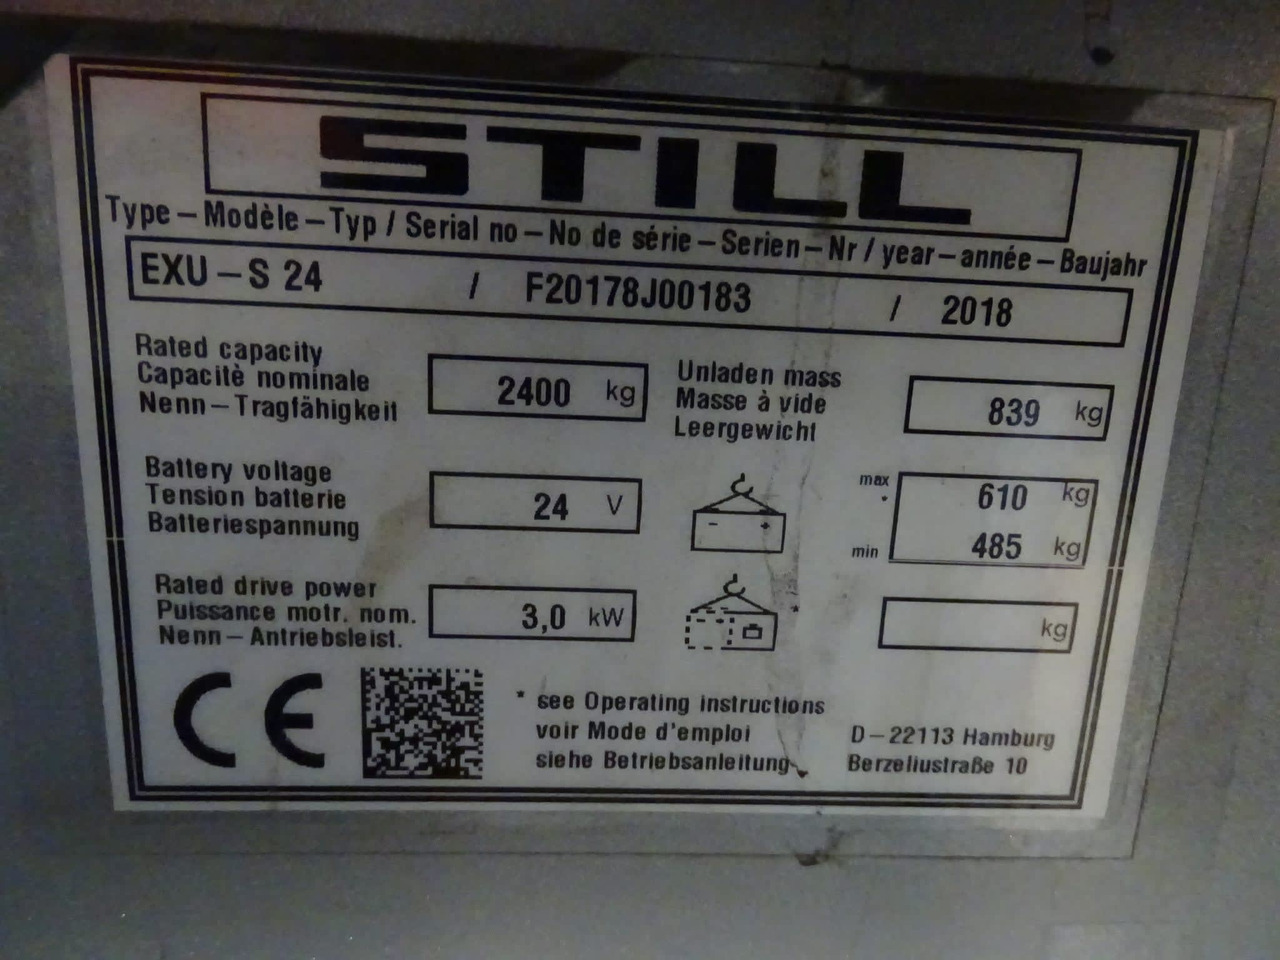 STILL
Type – Modèle – Typ / Serial no – No de série – Serien – Nr / year – année – Baujahr
EXU – S 24 / F20178J00183 / 2018
Rated capacity
Capacitè nominale
Nenn – Tragfähigkeit
2400 kg
Unladen mass
Masse à vide
Leergewicht
839 kg
Battery voltage
Tension batterie
Batteriespannung
24 V
- +
max 610 kg
*
min 485 kg
Rated drive power
Puissance motr. nom.
Nenn – Antriebsleist.
3,0 kW
*
kg
CE
* see Operating instructions
voir Mode d'emploi
siehe Betriebsanleitung
D – 22113 Hamburg
Berzeliustraße 10